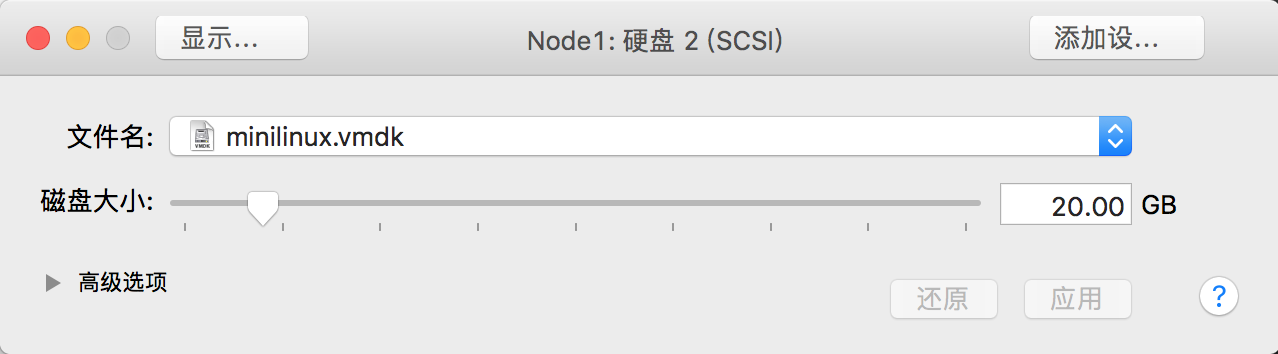 显示...
Node1: 硬盘 2 (SCSI)
添加设...
文件名:
VMDK
minilinux.vmdk
磁盘大小:
20.00
GB
高级选项
还原
应用
?